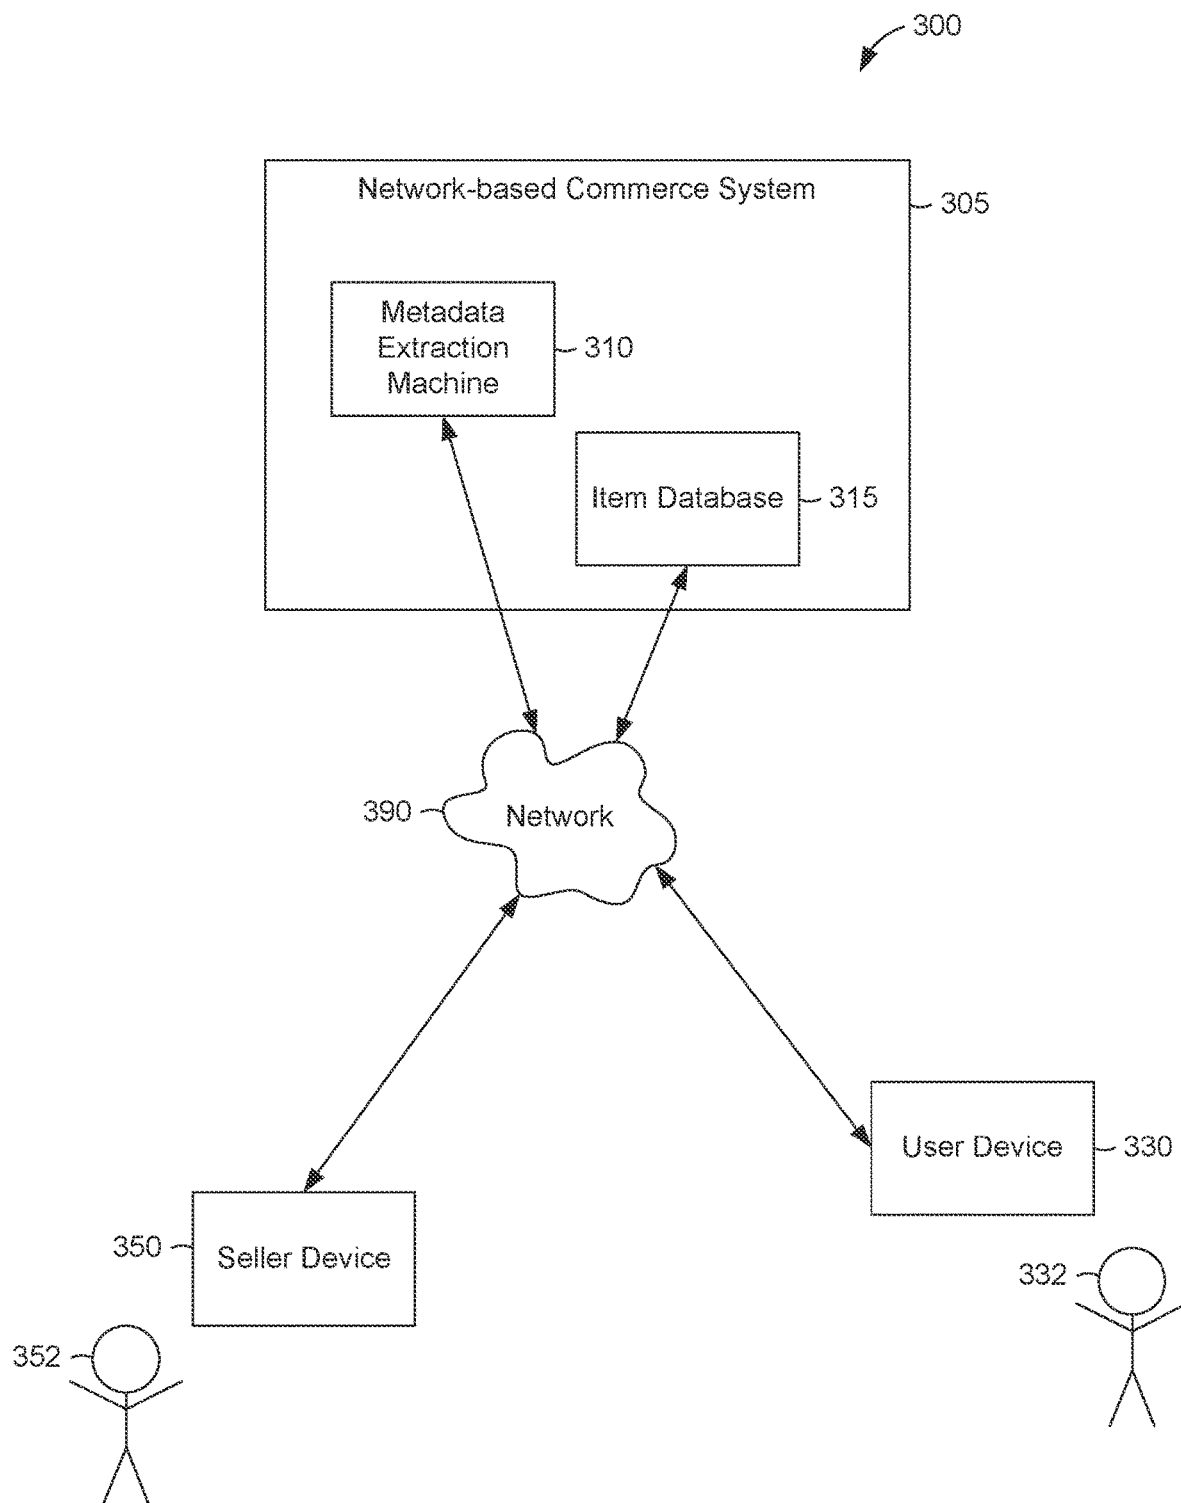 300
Network-based Commerce System
305
Metadata
Extraction
Machine
310
Item Database
315
390
Network
User Device
330
350
Seller Device
332
352